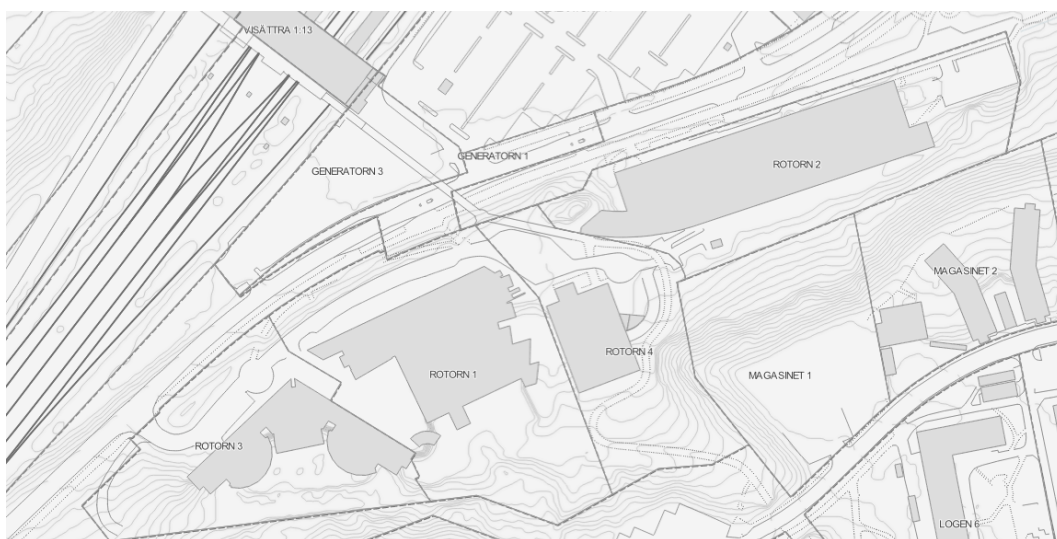 VISÄTTRA 1:13
GENERATORN 1
ROTORN 2
GENERATORN 3
MAGASINET 2
ROTORN 4
ROTORN 1
MAGASINET 1
ROTORN 3
LOGEN 6